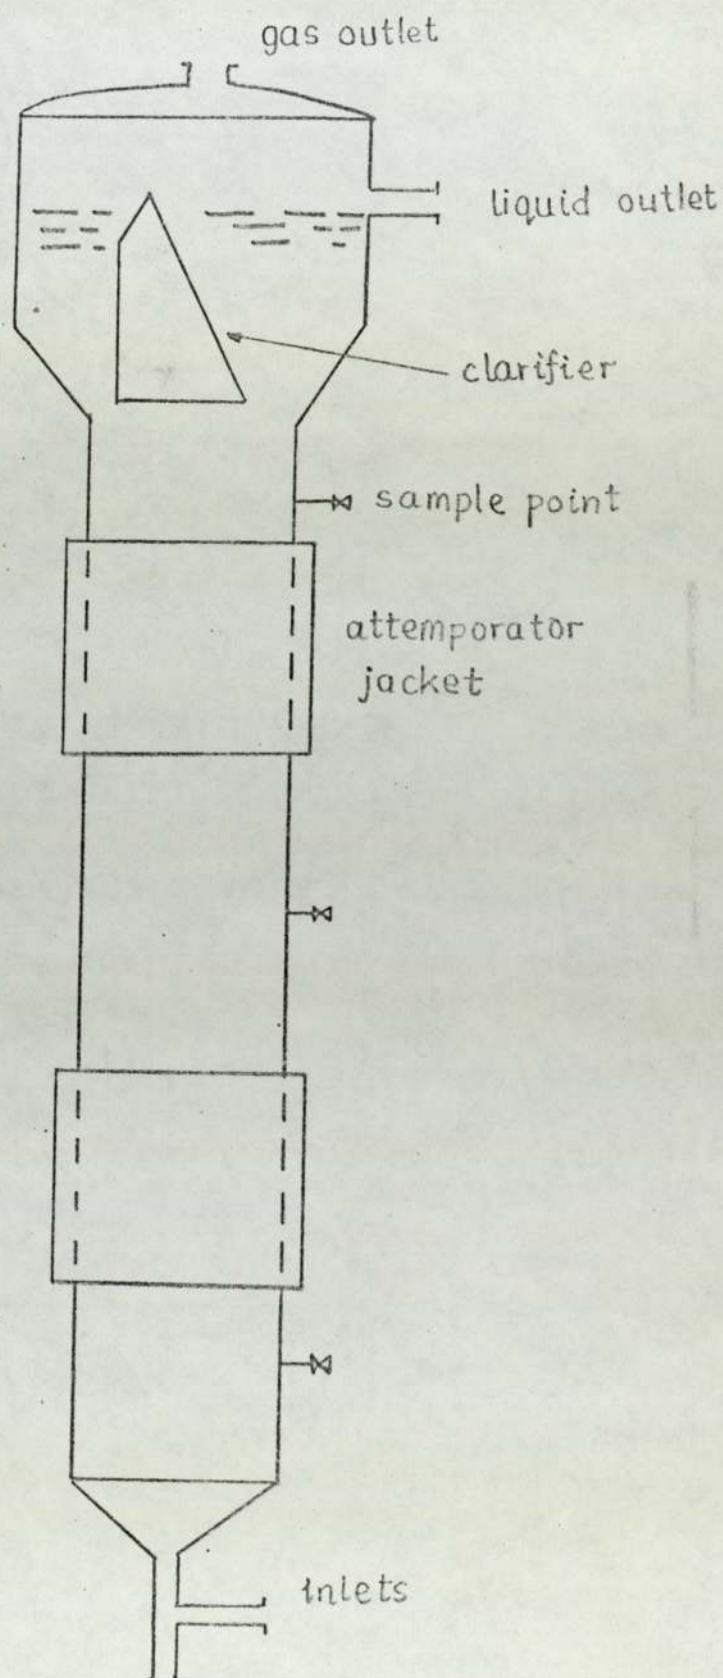 gas outlet
liquid outlet
clarifier
sample point
attemporator
jacket
inlets